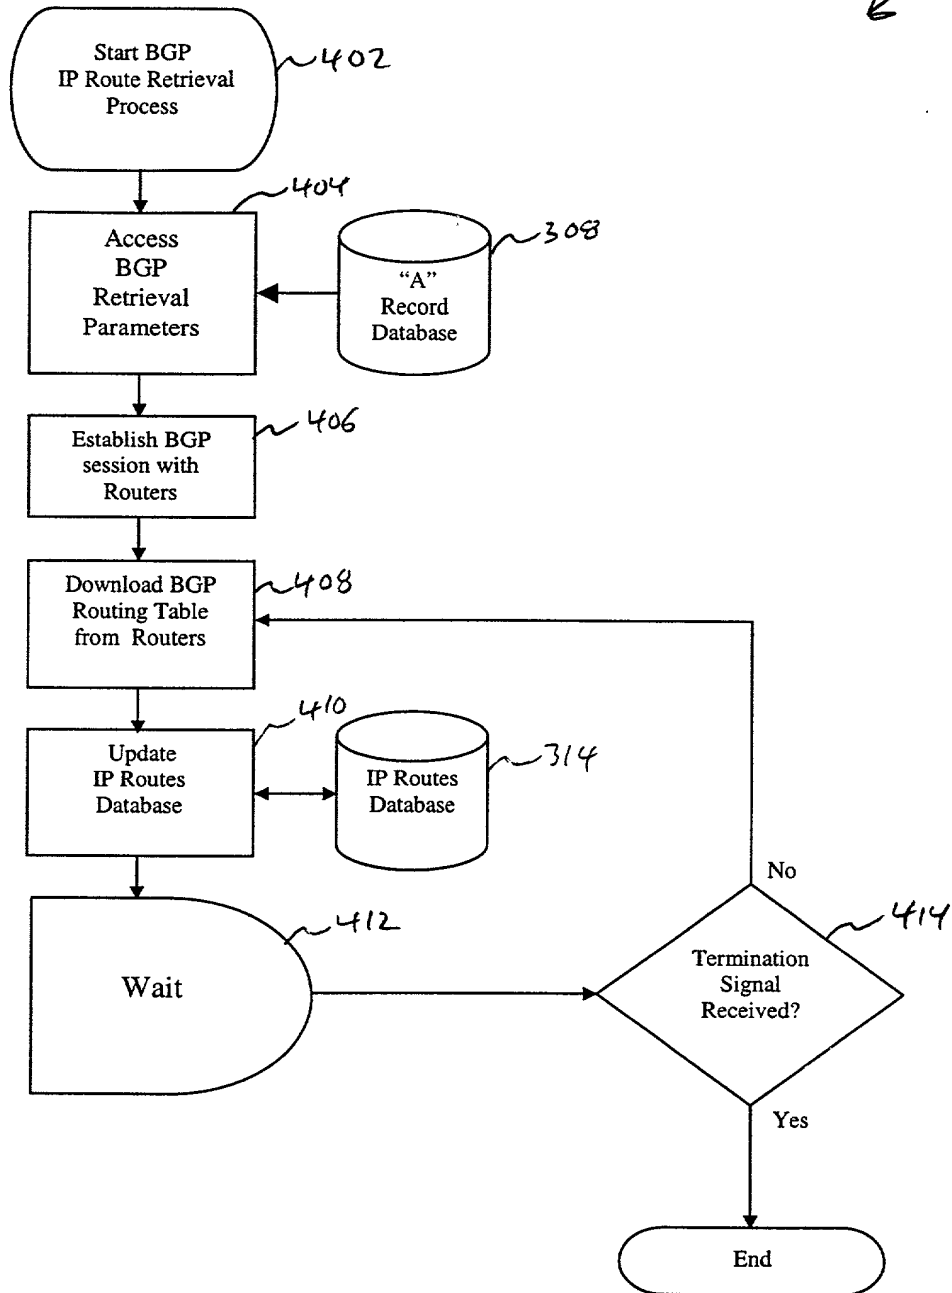 Start BGP
IP Route Retrieval
Process
402
404
Access
BGP
Retrieval
Parameters
308
“A”
Record
Database
406
Establish BGP
session with
Routers
408
Download BGP
Routing Table
from Routers
410
Update
IP Routes
Database
314
IP Routes
Database
412
Wait
No
414
Termination
Signal
Received?
Yes
End